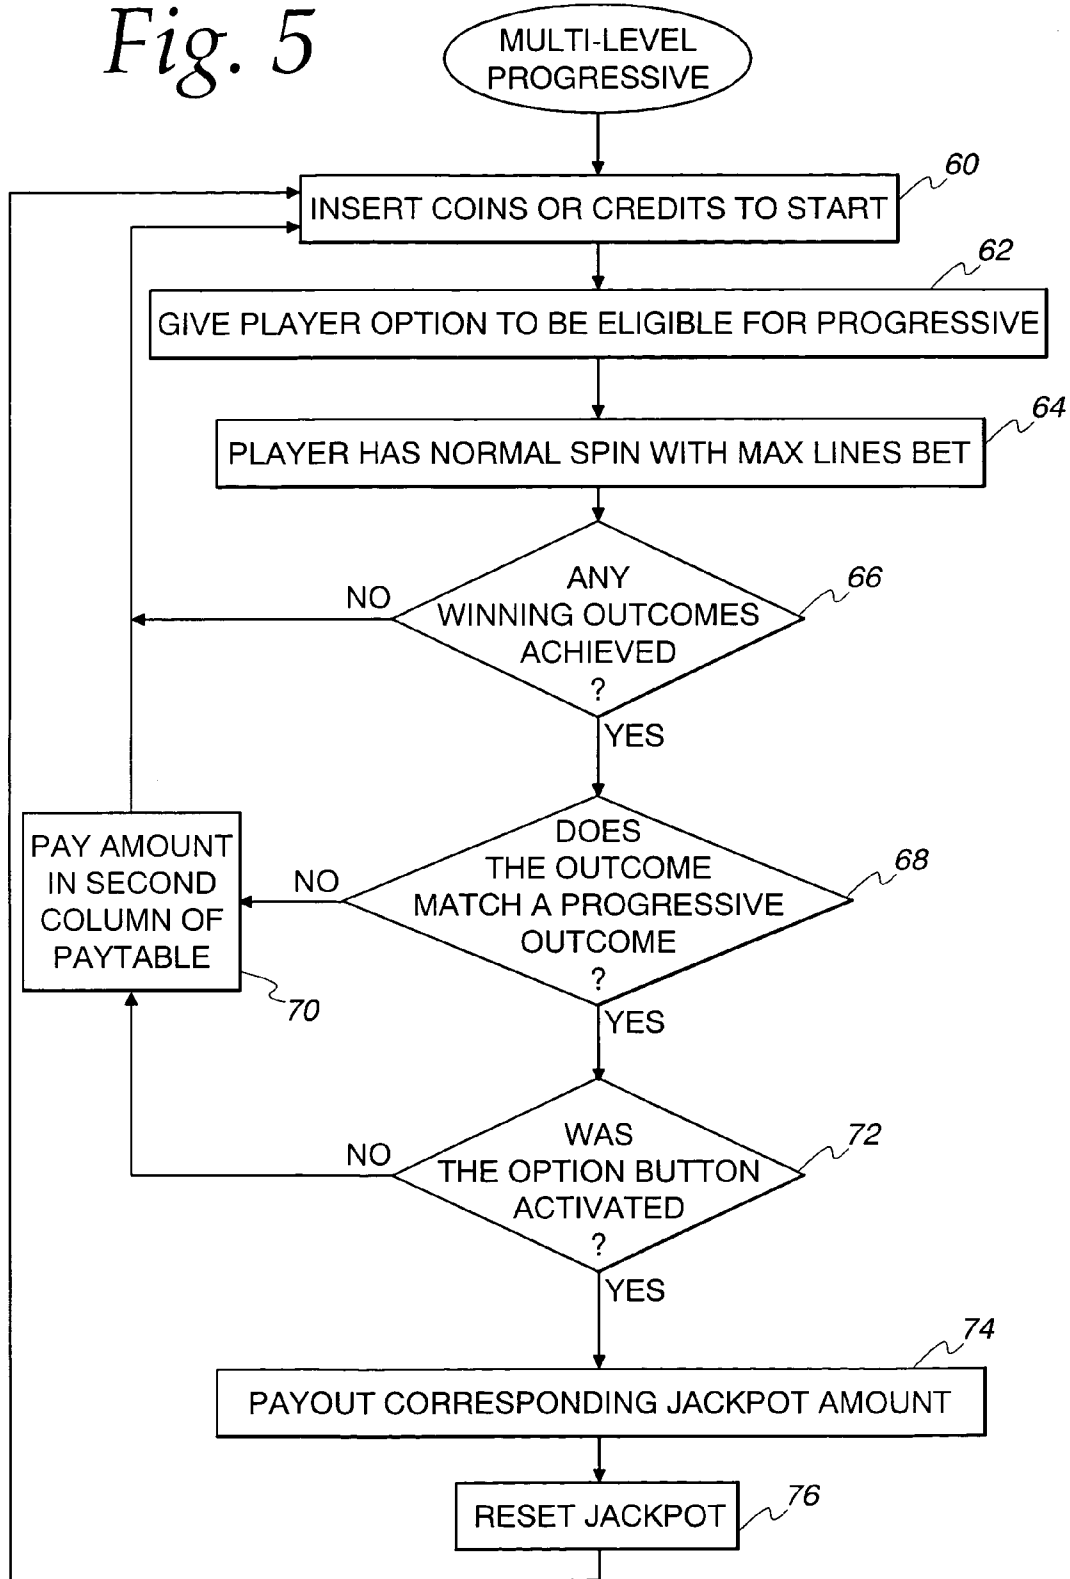 Fig. 5
MULTI-LEVEL
PROGRESSIVE
60
INSERT COINS OR CREDITS TO START
62
GIVE PLAYER OPTION TO BE ELIGIBLE FOR PROGRESSIVE
64
PLAYER HAS NORMAL SPIN WITH MAX LINES BET
66
ANY
WINNING OUTCOMES
ACHIEVED
?
NO
YES
68
DOES
THE OUTCOME
MATCH A PROGRESSIVE
OUTCOME
?
NO
YES
PAY AMOUNT
IN SECOND
COLUMN OF
PAYTABLE
70
72
WAS
THE OPTION BUTTON
ACTIVATED
?
NO
YES
74
PAYOUT CORRESPONDING JACKPOT AMOUNT
RESET JACKPOT
76